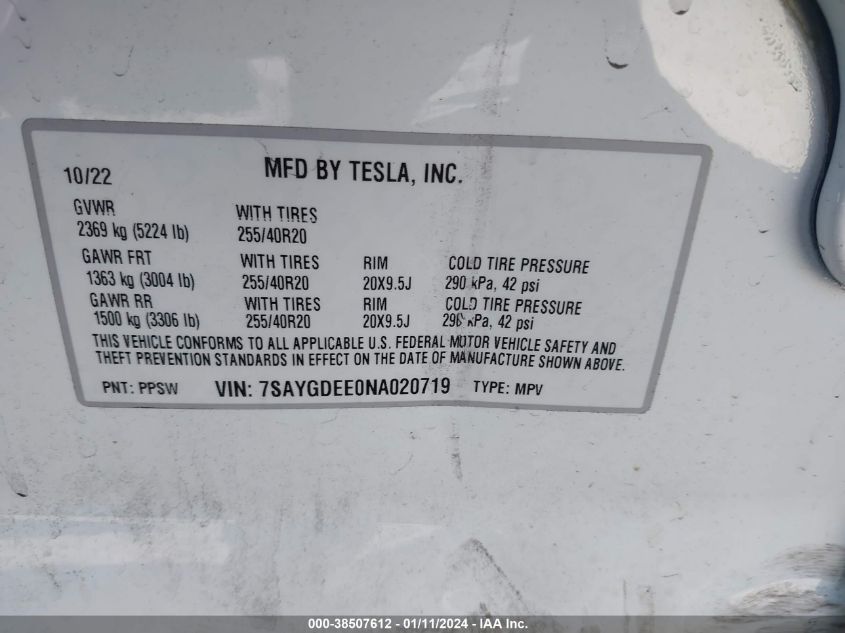 10/22 MFD BY TESLA, INC.
GVWR WITH TIRES
2369 kg (5224 lb) 255/40R20
GAWR FRT WITH TIRES RIM COLD TIRE PRESSURE
1363 kg (3004 lb) 255/40R20 20X9.5J 290 kPa, 42 psi
GAWR RR WITH TIRES RIM COLD TIRE PRESSURE
1500 kg (3306 lb) 255/40R20 20X9.5J 290 kPa, 42 psi
THIS VEHICLE CONFORMS TO ALL APPLICABLE U.S. FEDERAL MOTOR VEHICLE SAFETY AND
THEFT PREVENTION STANDARDS IN EFFECT ON THE DATE OF MANUFACTURE SHOWN ABOVE.
PNT: PPSW VIN: 7SAYGDEE0NA020719 TYPE: MPV
000-38507612 - 01/11/2024 - IAA Inc.